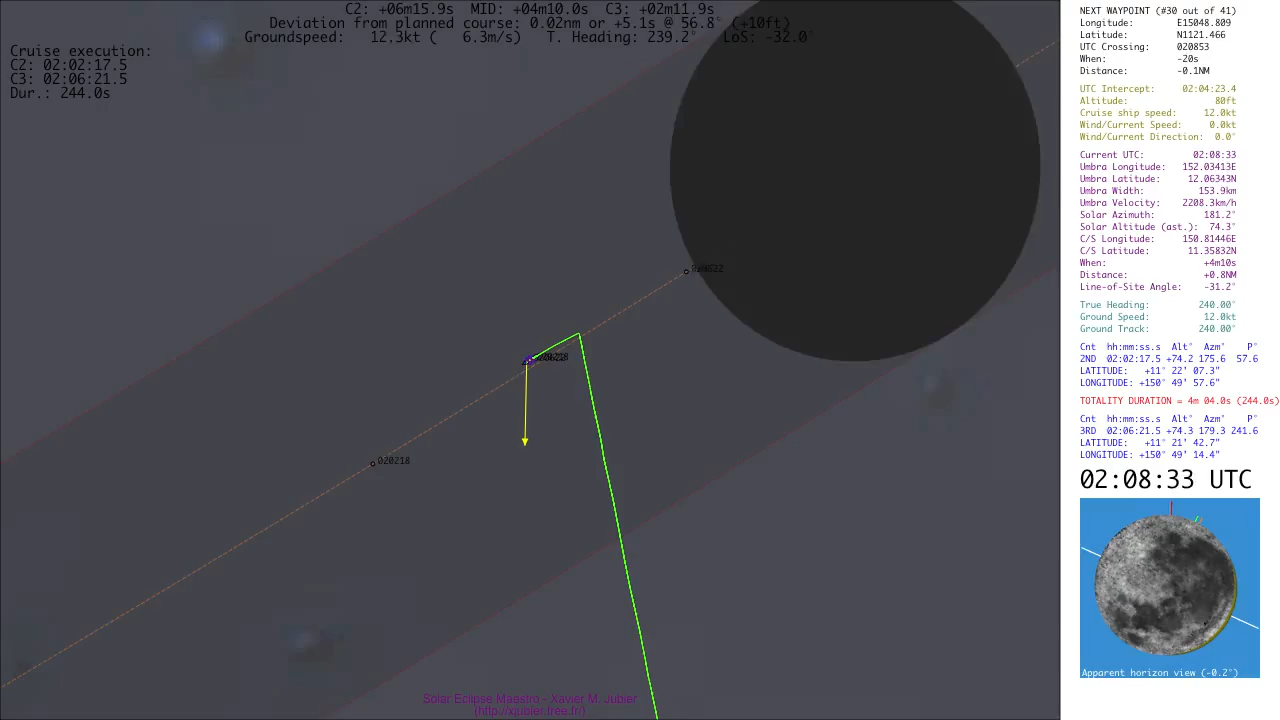 C2: +06m15.9s  MID: +04m10.0s  C3: +02m11.9s
Deviation from planned course: 0.02nm or +5.1s @ 56.8° (+10ft)
Groundspeed:   12.3kt (   6.3m/s)   T. Heading: 239.2°   LoS: -32.0°
Cruise execution:
C2: 02:02:17.5
C3: 02:06:21.5
Dur.: 244.0s
020218
020218
Solar Eclipse Maestro - Xavier M. Jubier
(http://xjubier.free.fr/)
NEXT WAYPOINT (#30 out of 41)
Longitude: E15048.809
Latitude: N1121.466
UTC Crossing: 020853
When: -20s
Distance: -0.1NM
UTC Intercept: 02:04:23.4
Altitude: 80ft
Cruise ship speed: 12.0kt
Wind/Current Speed: 0.0kt
Wind/Current Direction: 0.0°
Current UTC: 02:08:33
Umbra Longitude: 152.03413E
Umbra Latitude: 12.06343N
Umbra Width: 153.9km
Umbra Velocity: 2208.3km/h
Solar Azimuth: 181.2°
Solar Altitude (ast.): 74.3°
C/S Longitude: 150.81446E
C/S Latitude: 11.35832N
When: +4m10s
Distance: +0.8NM
Line-of-Site Angle: -31.2°
True Heading: 240.00°
Ground Speed: 12.0kt
Ground Track: 240.00°
Cnt  hh:mm:ss.s  Alt°  Azm°  P°
2ND  02:02:17.5 +74.2 175.6  57.6
LATITUDE:   +11° 22' 07.3"
LONGITUDE: +150° 49' 57.6"
TOTALITY DURATION = 4m 04.0s (244.0s)
Cnt  hh:mm:ss.s  Alt°  Azm°  P°
3RD  02:06:21.5 +74.3 179.3 241.6
LATITUDE:   +11° 21' 42.7"
LONGITUDE: +150° 49' 14.4"
02:08:33 UTC
Apparent horizon view (-0.2°)